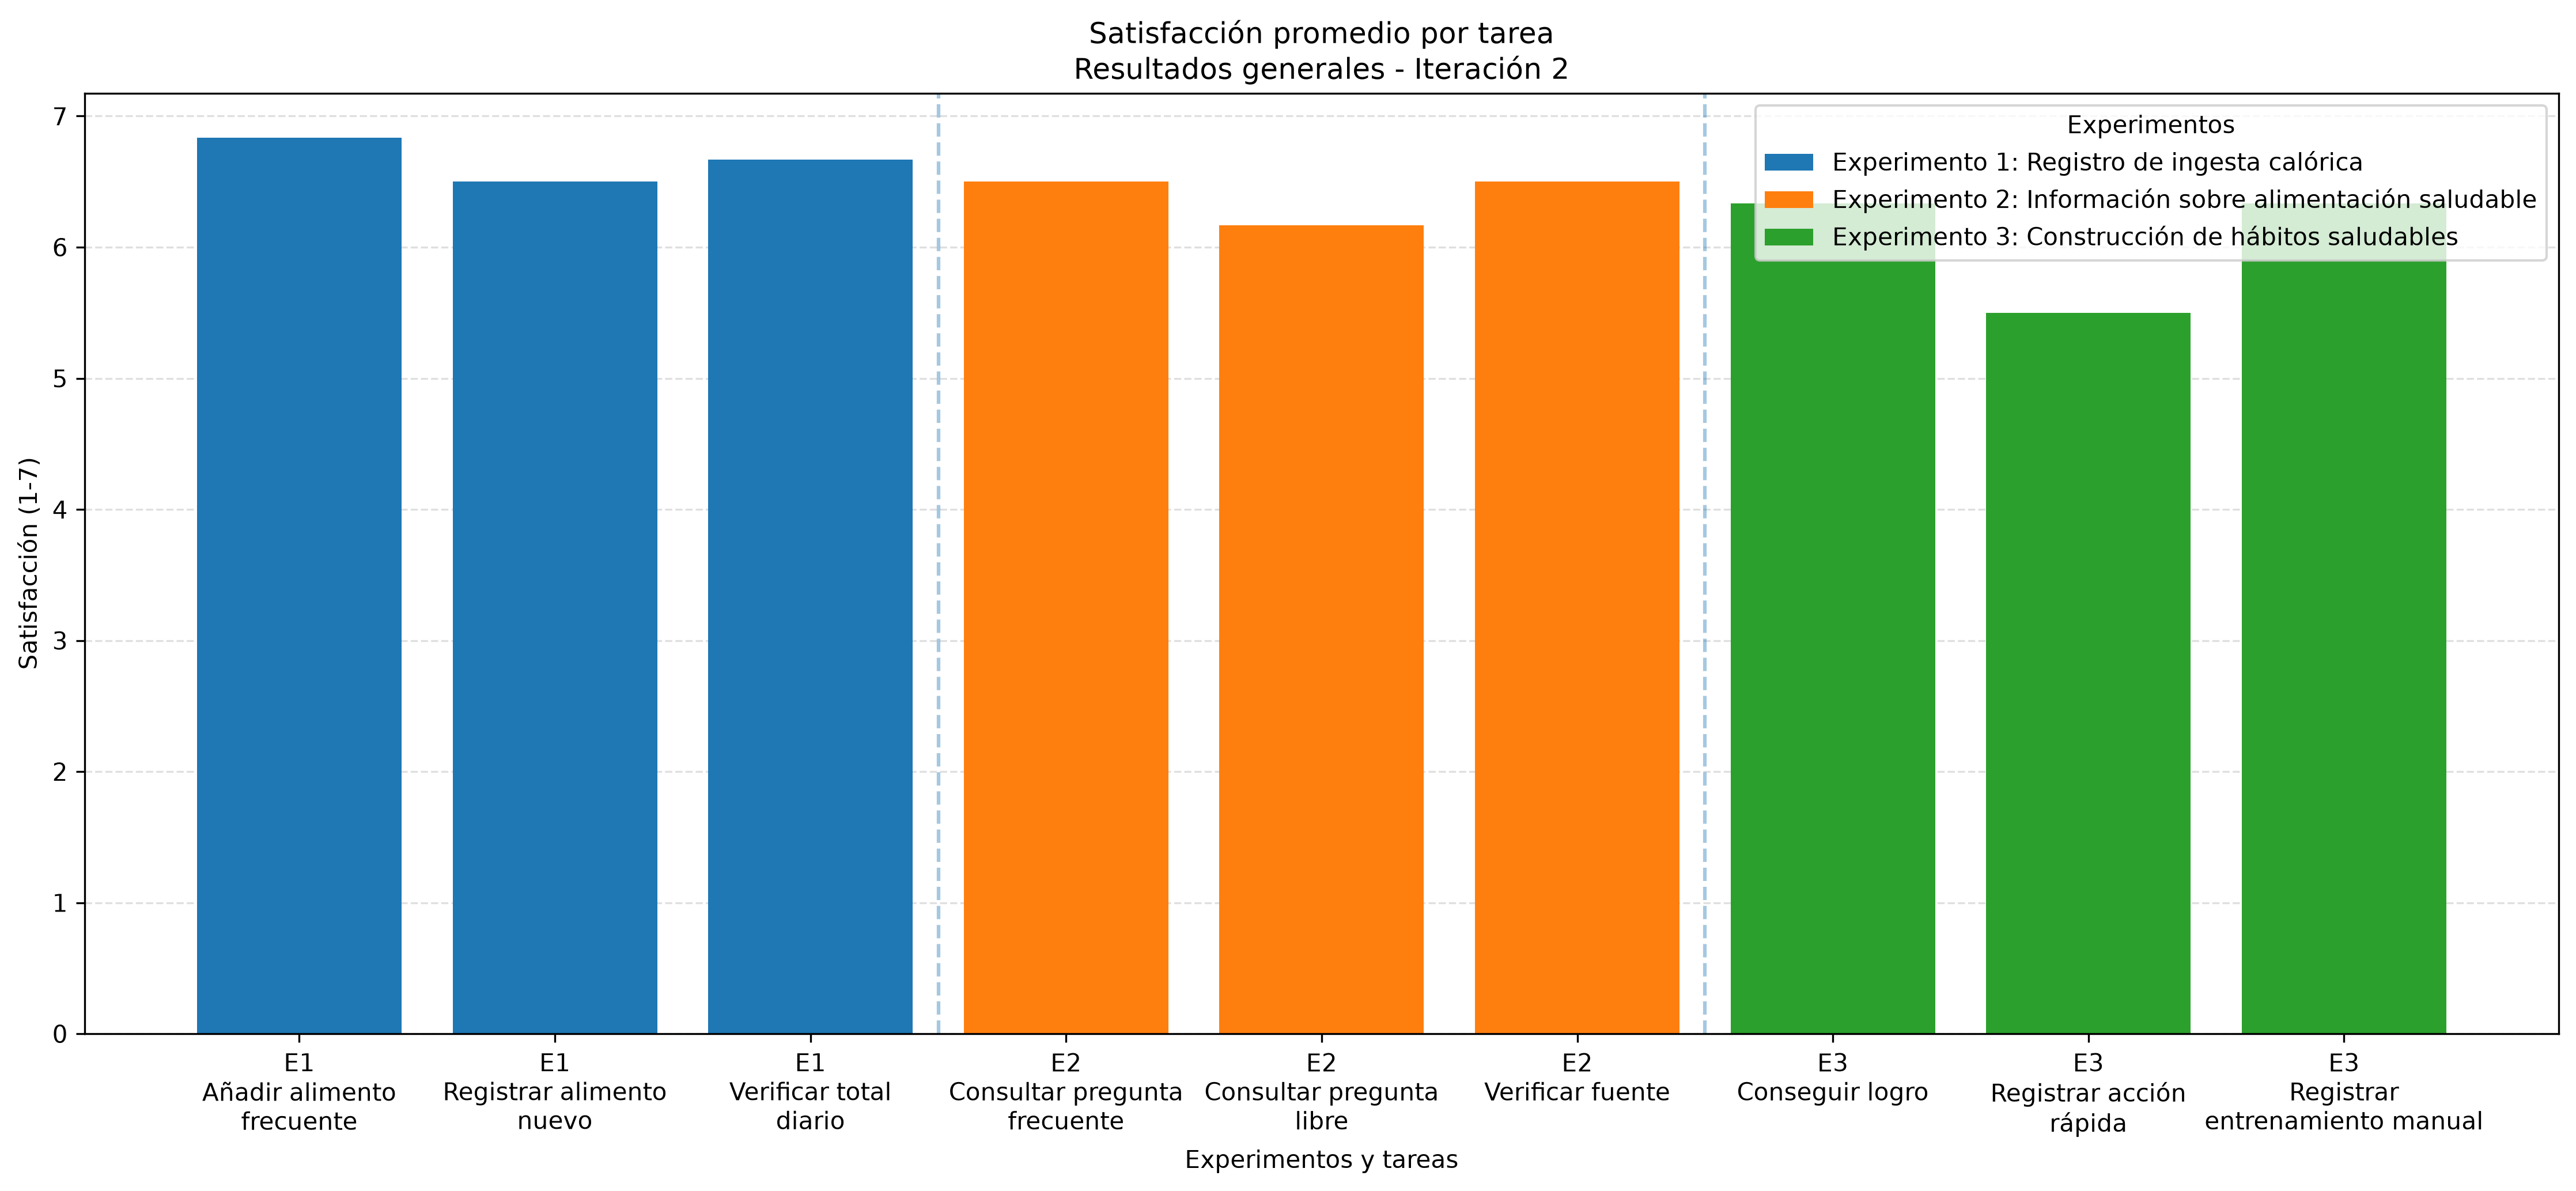 Satisfacción promedio por tarea
Resultados generales - Iteración 2
Satisfacción (1-7)
7
6
5
4
3
2
1
0
Experimentos
Experimento 1: Registro de ingesta calórica
Experimento 2: Información sobre alimentación saludable
Experimento 3: Construcción de hábitos saludables
E1
Añadir alimento
frecuente
E1
Registrar alimento
nuevo
E1
Verificar total
diario
E2
Consultar pregunta
frecuente
E2
Consultar pregunta
libre
E2
Verificar fuente
E3
Conseguir logro
E3
Registrar acción
rápida
E3
Registrar
entrenamiento manual
Experimentos y tareas